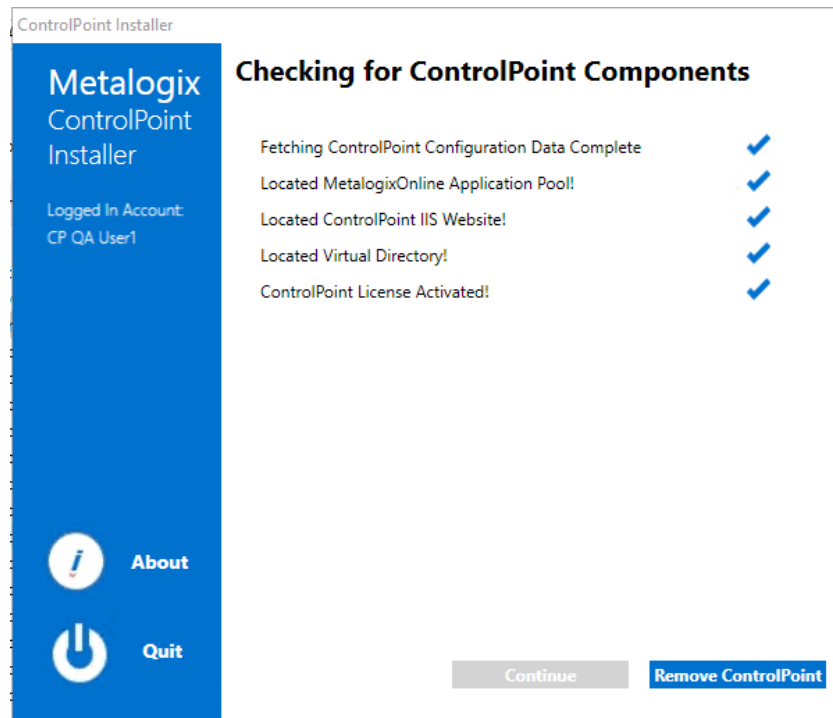 ControlPoint Installer
Metalogix
ControlPoint
Installer
Logged In Account:
CP QA User1
About
Quit
Checking for ControlPoint Components
Fetching ControlPoint Configuration Data Complete
Located MetalogixOnline Application Pool!
Located ControlPoint IIS Website!
Located Virtual Directory!
ControlPoint License Activated!
Continue
Remove ControlPoint